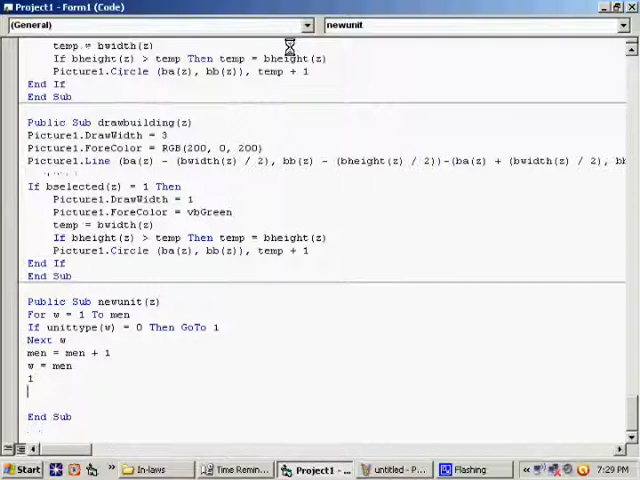 Project1 - Form1 (Code)
(General) newunit
temp = bwidth(z)
If bheight(z) > temp Then temp = bheight(z)
Picture1.Circle (ba(z), bb(z)), temp + 1
End If
End Sub
Public Sub drawbuilding(z)
Picture1.DrawWidth = 3
Picture1.ForeColor = RGB(200, 0, 200)
Picture1.Line (ba(z) - (bwidth(z) / 2), bb(z) - (bheight(z) / 2))-(ba(z) + (bwidth(z) / 2), bb
If bselected(z) = 1 Then
Picture1.DrawWidth = 1
Picture1.ForeColor = vbGreen
temp = bwidth(z)
If bheight(z) > temp Then temp = bheight(z)
Picture1.Circle (ba(z), bb(z)), temp + 1
End If
End Sub
Public Sub newunit(z)
For w = 1 To men
If unittype(w) = 0 Then GoTo 1
Next w
men = men + 1
w = men
1
End Sub
Start » In-laws Time Remin... Project1 - ... untitled - P... Flashing « 7:29 PM